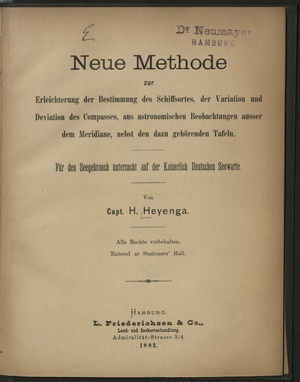 Dr Neumayer
HAMBURG
Neue Methode
zur
Erleichterung der Bestimmung des Schiffsortes, der Variation und
Deviation des Compasses, aus astronomischen Beobachtungen ausser
dem Meridiane, nebst den dazu gehörenden Tafeln.
Für den Seegebrauch untersucht auf der Kaiserlich Deutschen Seewarte.
Von
Capt. H. Heyenga.
Alle Rechte vorbehalten.
Entered at Stationers' Hall.
HAMBURG.
L. Friederichsen & Co.,
Land- und Seekartenhandlung.
Admiralität-Strasse 3/4.
1882.